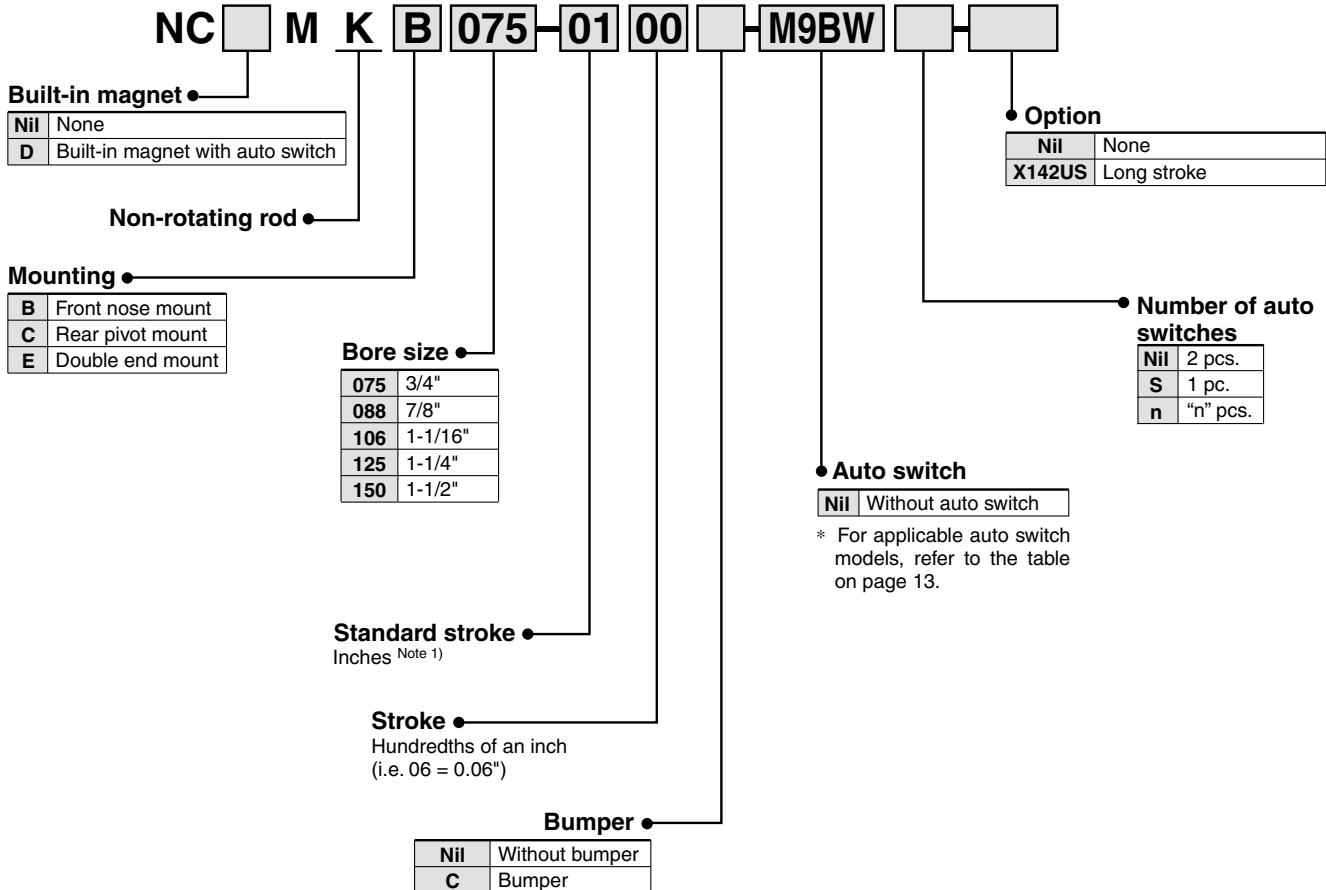 NC M K B 075 - 01 00 - M9BW -
Built-in magnet
Nil None
D Built-in magnet with auto switch
Non-rotating rod
Mounting
B Front nose mount
C Rear pivot mount
E Double end mount
Bore size
075 3/4"
088 7/8"
106 1-1/16"
125 1-1/4"
150 1-1/2"
Standard stroke
Inches Note 1)
Stroke
Hundredths of an inch
(i.e. 06 = 0.06")
Bumper
Nil Without bumper
C Bumper
Auto switch
Nil Without auto switch
* For applicable auto switch
models, refer to the table
on page 13.
Number of auto
switches
Nil 2 pcs.
S 1 pc.
n “n” pcs.
Option
Nil None
X142US Long stroke